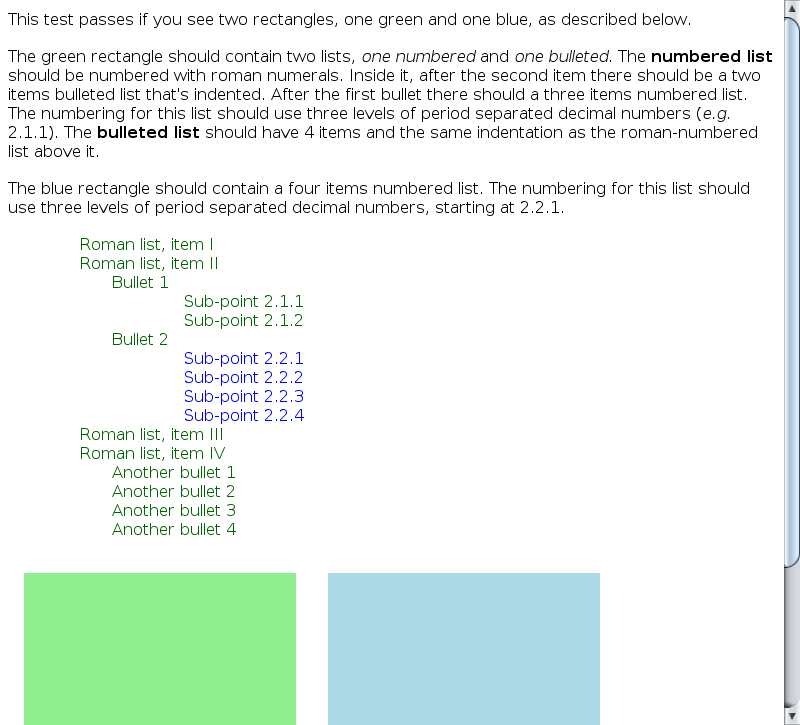 This test passes if you see two rectangles, one green and one blue, as described below.
The green rectangle should contain two lists, one numbered and one bulleted. The numbered list
should be numbered with roman numerals. Inside it, after the second item there should be a two
items bulleted list that's indented. After the first bullet there should a three items numbered list.
The numbering for this list should use three levels of period separated decimal numbers (e.g.
2.1.1). The bulleted list should have 4 items and the same indentation as the roman-numbered
list above it.
The blue rectangle should contain a four items numbered list. The numbering for this list should
use three levels of period separated decimal numbers, starting at 2.2.1.
Roman list, item I
Roman list, item II
Bullet 1
Sub-point 2.1.1
Sub-point 2.1.2
Bullet 2
Sub-point 2.2.1
Sub-point 2.2.2
Sub-point 2.2.3
Sub-point 2.2.4
Roman list, item III
Roman list, item IV
Another bullet 1
Another bullet 2
Another bullet 3
Another bullet 4